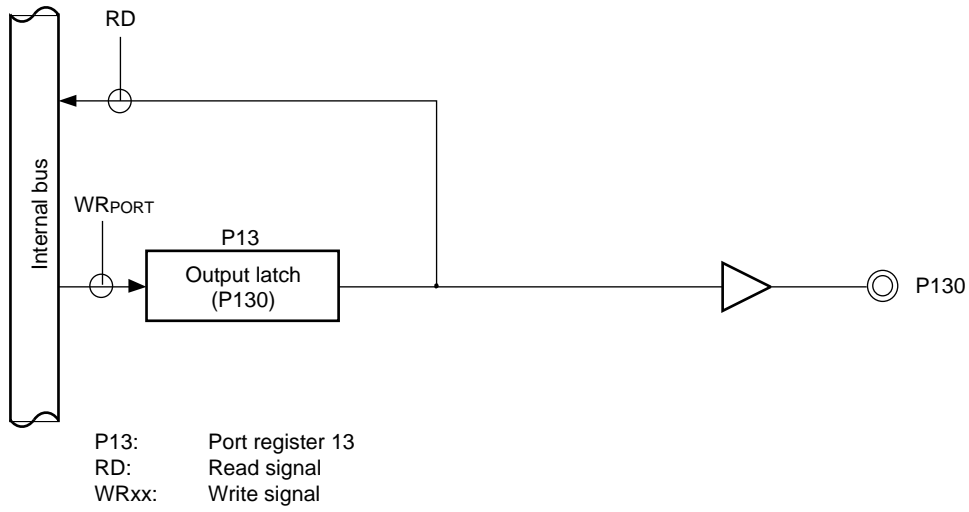 RD
Internal bus
WRPORT
P13
Output latch
(P130)
P130
P13: Port register 13
RD: Read signal
WRxx: Write signal